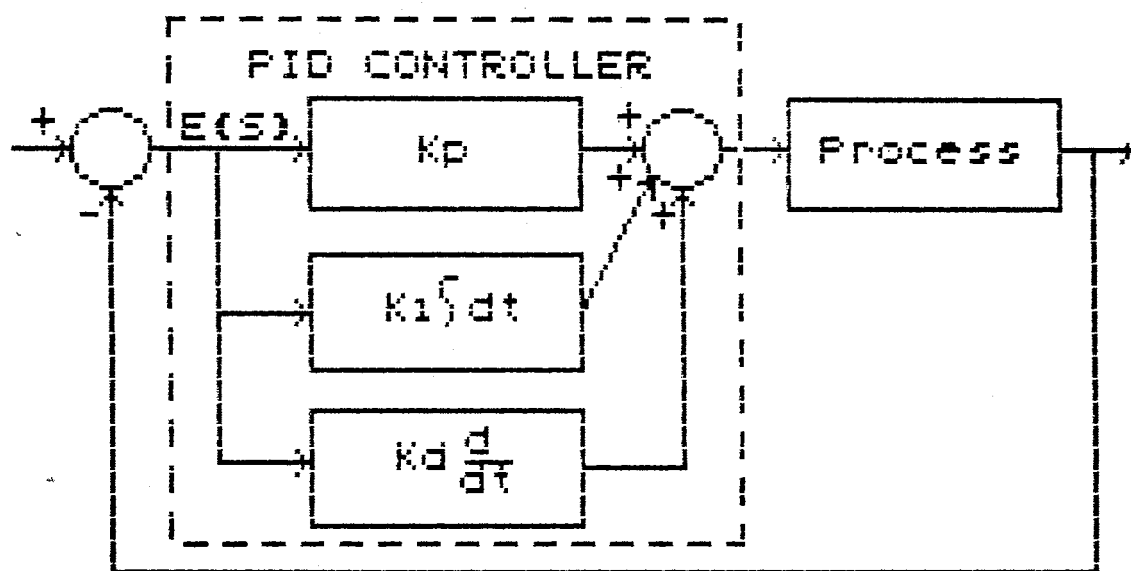 PID CONTROLLER
+
E(S)
Kp
+
Process
+
-
+
Ki∫dt
Kd d/dt